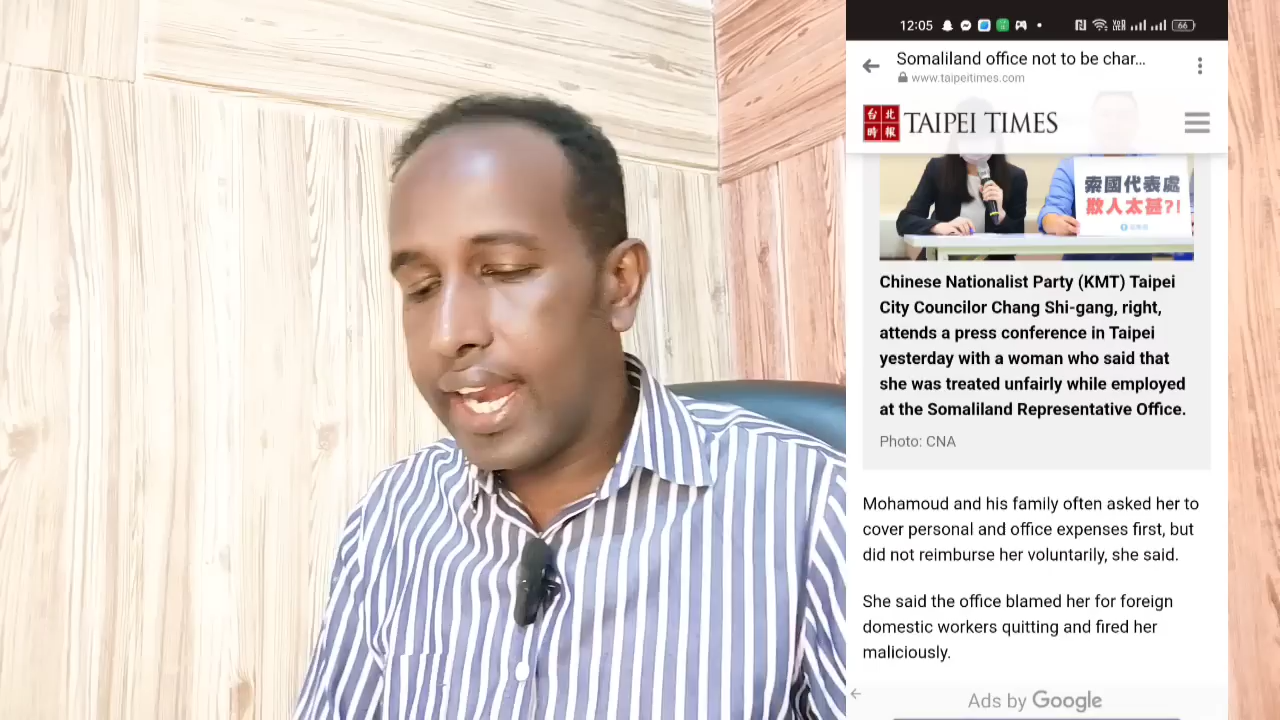 12:05
66
Somaliland office not to be char...
www.taipeitimes.com
台北
時報
TAIPEI TIMES
索國代表處
欺人太甚?!
Chinese Nationalist Party (KMT) Taipei
City Councilor Chang Shi-gang, right,
attends a press conference in Taipei
yesterday with a woman who said that
she was treated unfairly while employed
at the Somaliland Representative Office.
Photo: CNA
Mohamoud and his family often asked her to
cover personal and office expenses first, but
did not reimburse her voluntarily, she said.
She said the office blamed her for foreign
domestic workers quitting and fired her
maliciously.
Ads by Google